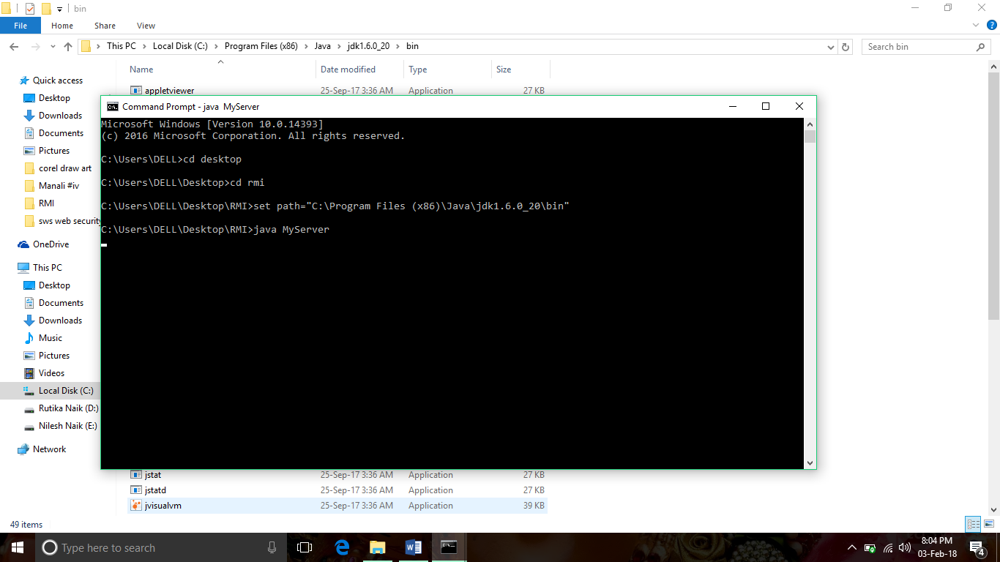 bin
File Home Share View
This PC Local Disk (C:) Program Files (x86) Java jdk1.6.0_20 bin
Search bin
Name Date modified Type Size
Quick access
Desktop
Downloads
Documents
Pictures
corel draw art
Manali #iv
RMI
sws web security
OneDrive
This PC
Desktop
Documents
Downloads
Music
Pictures
Videos
Local Disk (C:)
Rutika Naik (D:)
Nilesh Naik (E:)
Network
appletviewer 25-Sep-17 3:36 AM Application 27 KB
Command Prompt - java  MyServer
C:\.
Microsoft Windows [Version 10.0.14393]
(c) 2016 Microsoft Corporation. All rights reserved.
C:\Users\DELL>cd desktop
C:\Users\DELL\Desktop>cd rmi
C:\Users\DELL\Desktop\RMI>set path="C:\Program Files (x86)\Java\jdk1.6.0_20\bin"
C:\Users\DELL\Desktop\RMI>java MyServer
jstat 25-Sep-17 3:36 AM Application 27 KB
jstatd 25-Sep-17 3:36 AM Application 27 KB
jvisualvm 25-Sep-17 3:36 AM Application 39 KB
49 items
Type here to search
8:04 PM
03-Feb-18
4